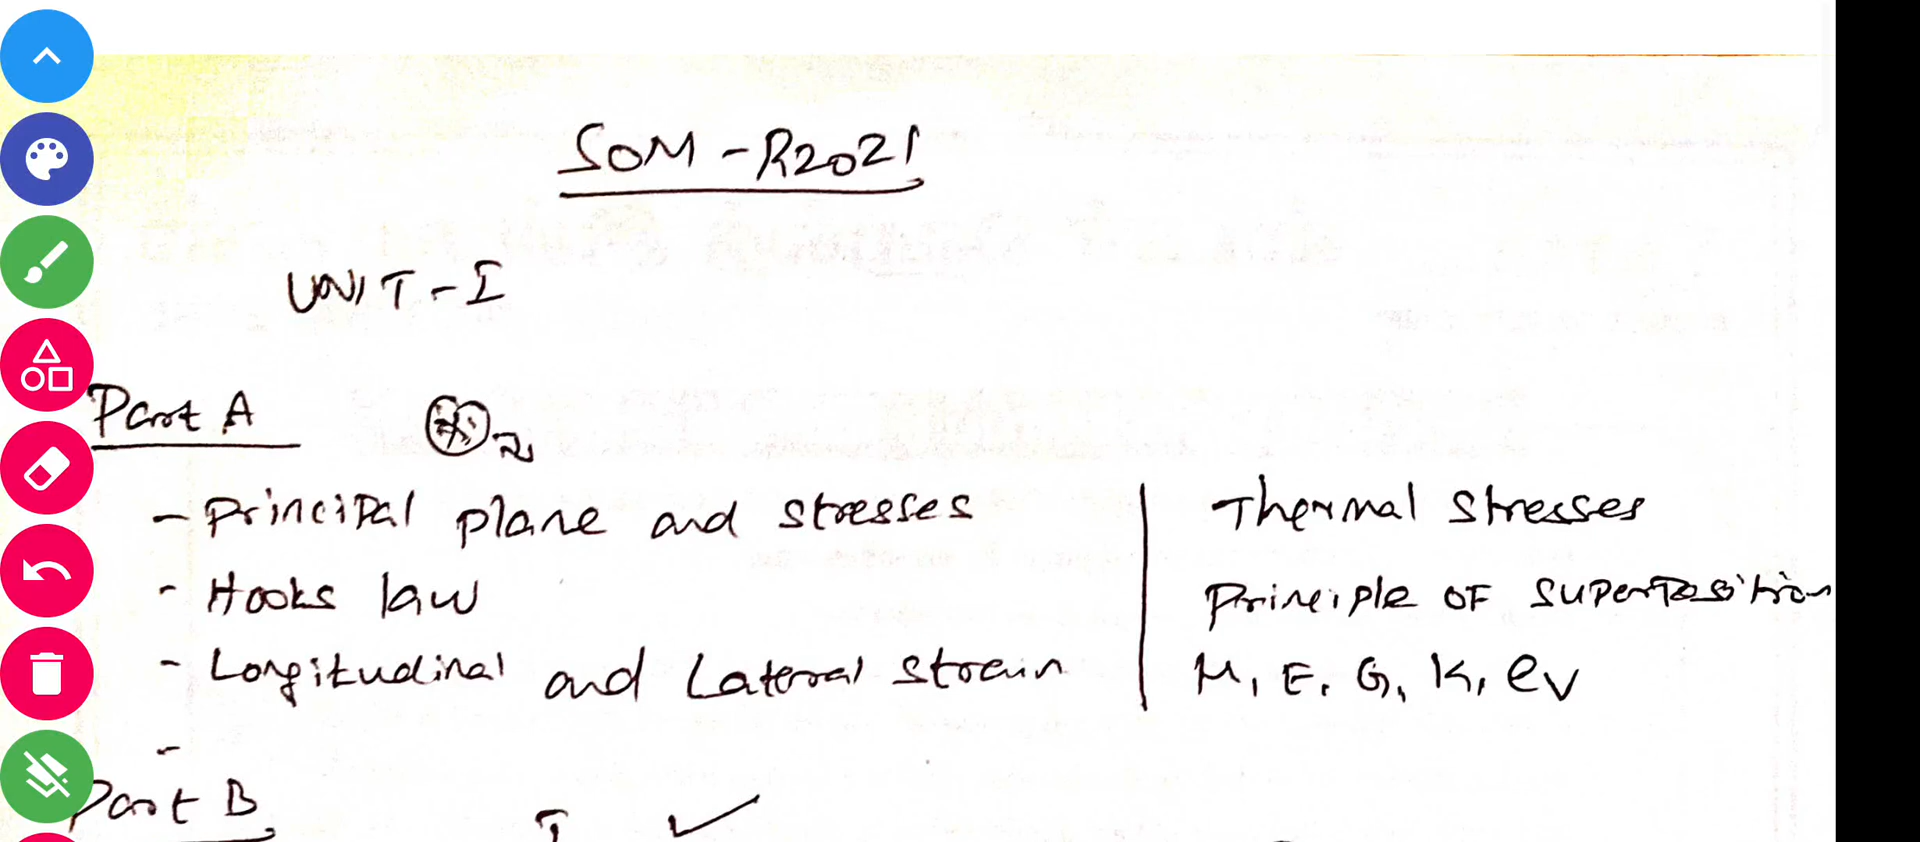 SOM - R2021
UNIT - I
Part A
2
- Principal plane and stresses
- Hooks law
- Longitudinal and Lateral Strain
-
Thermal Stresses
Principle of superposition
μ, E, G, K, ev
Part B
I ✓